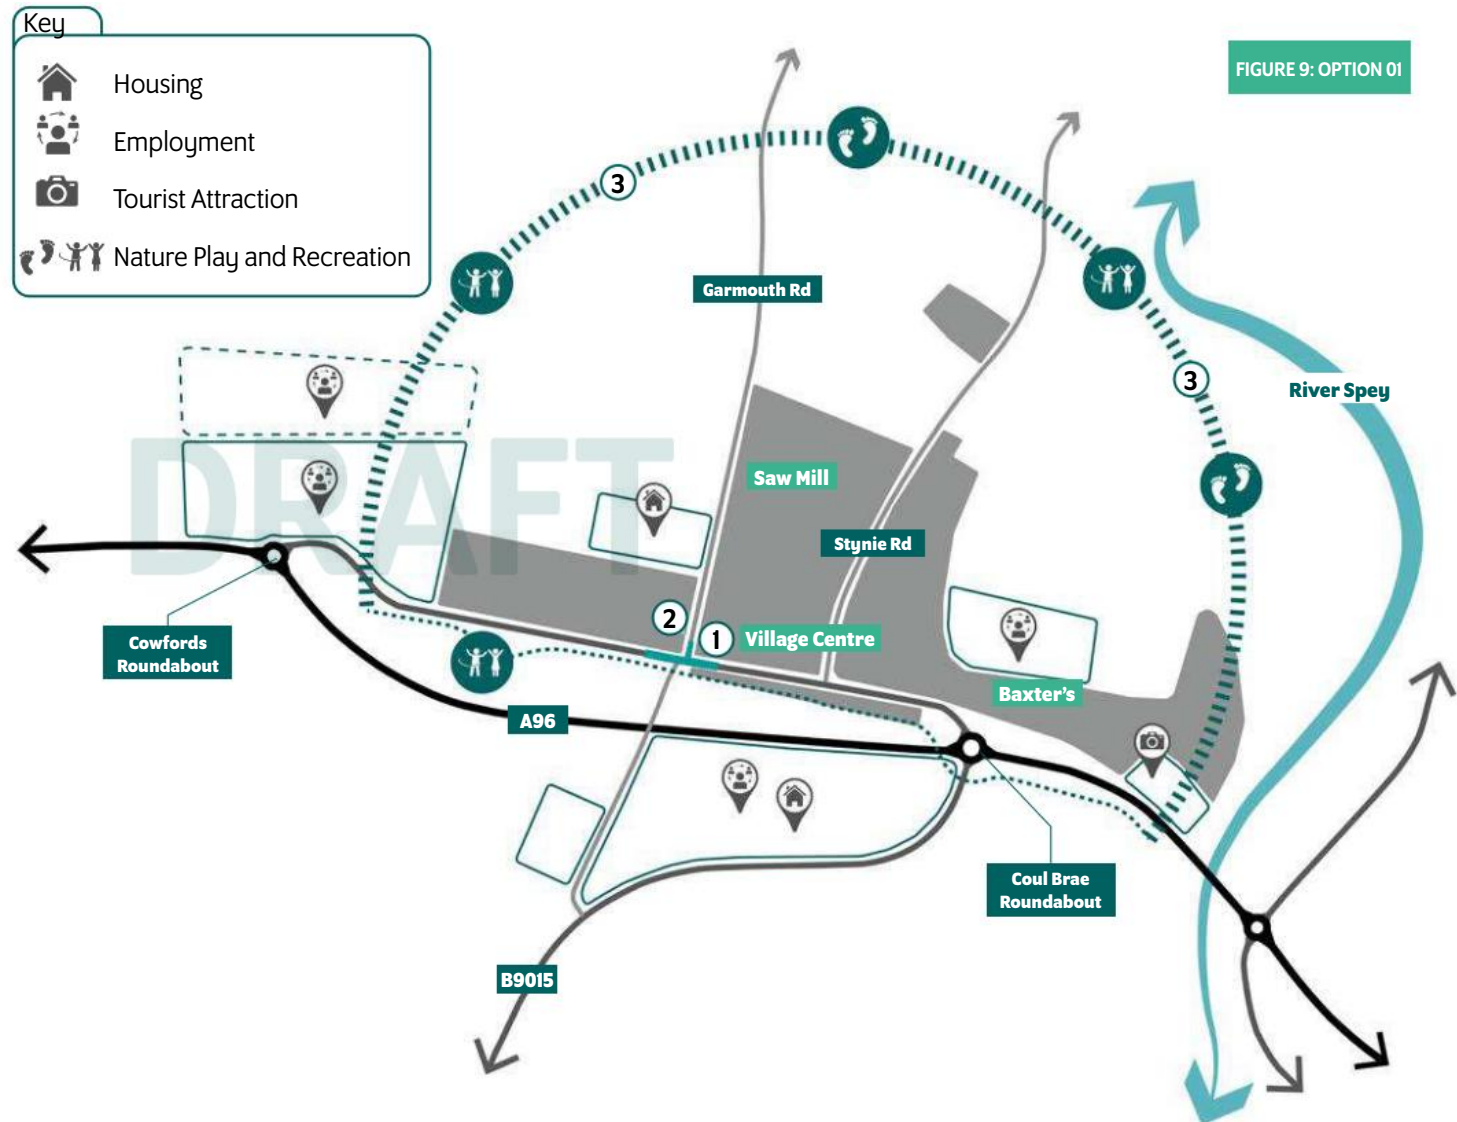 Key
Housing
Employment
Tourist Attraction
Nature Play and Recreation
FIGURE 9: OPTION 01
3
Garmouth Rd
3
River Spey
DRAFT
Saw Mill
Stynie Rd
2
1
Village Centre
Cowfords
Roundabout
Baxter's
A96
Coul Brae
Roundabout
B9015